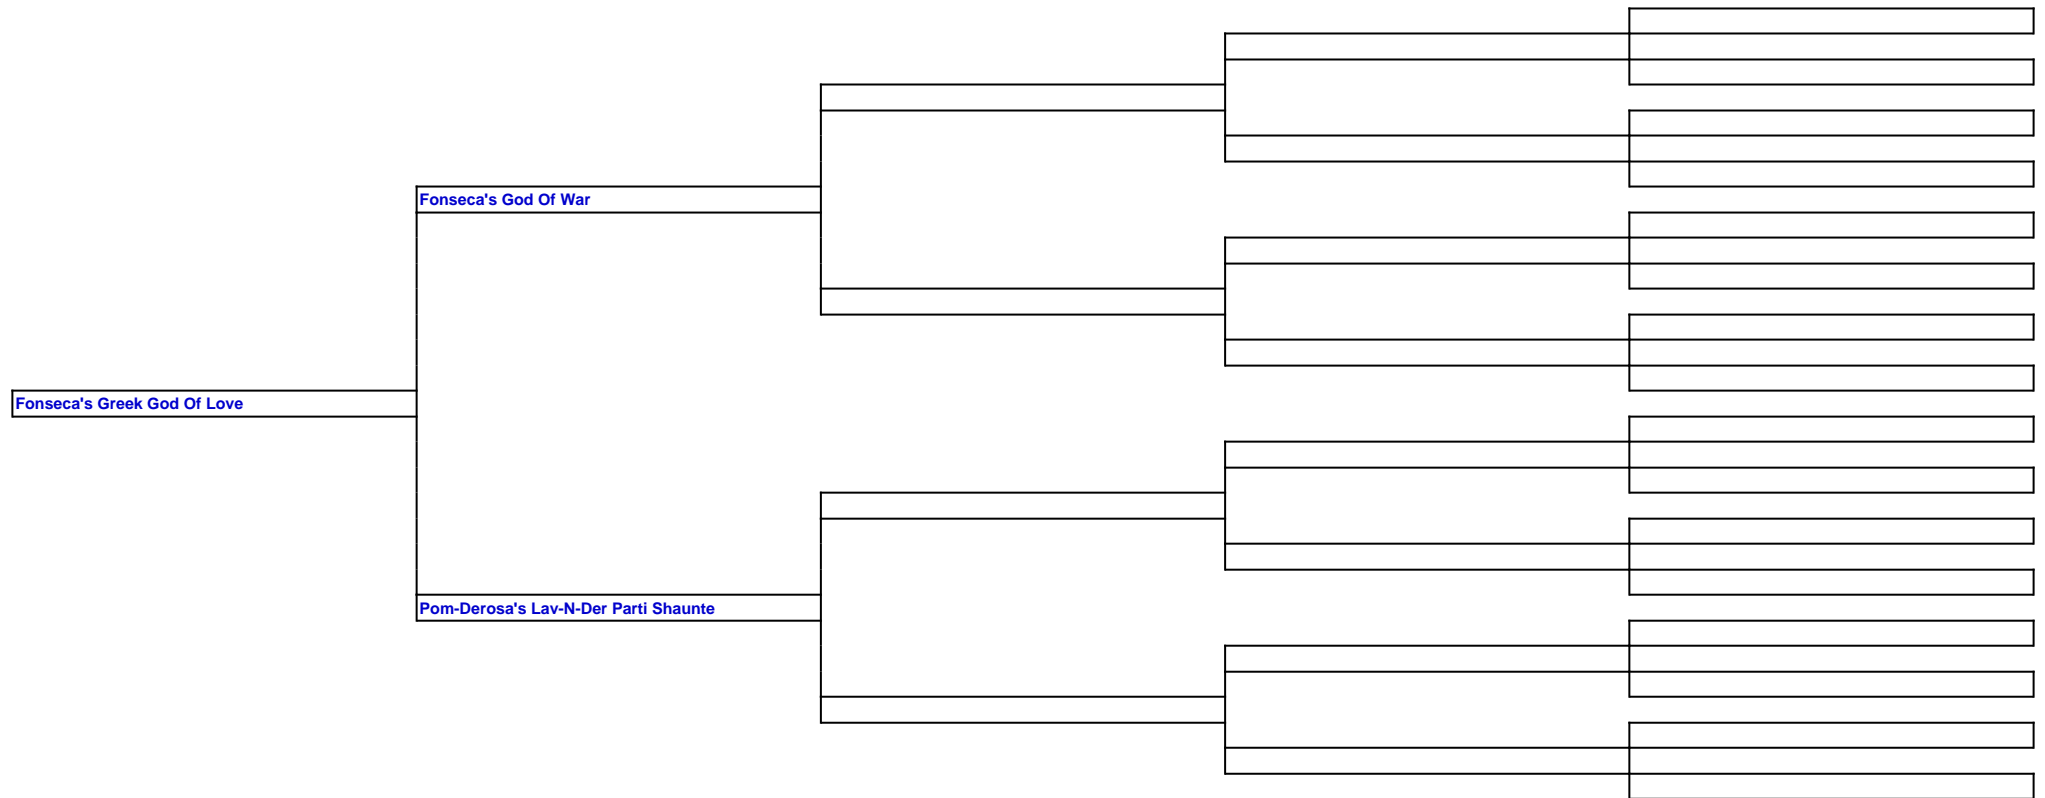 Fonseca's God Of War
Fonseca's Greek God Of Love
Pom-Derosa's Lav-N-Der Parti Shaunte